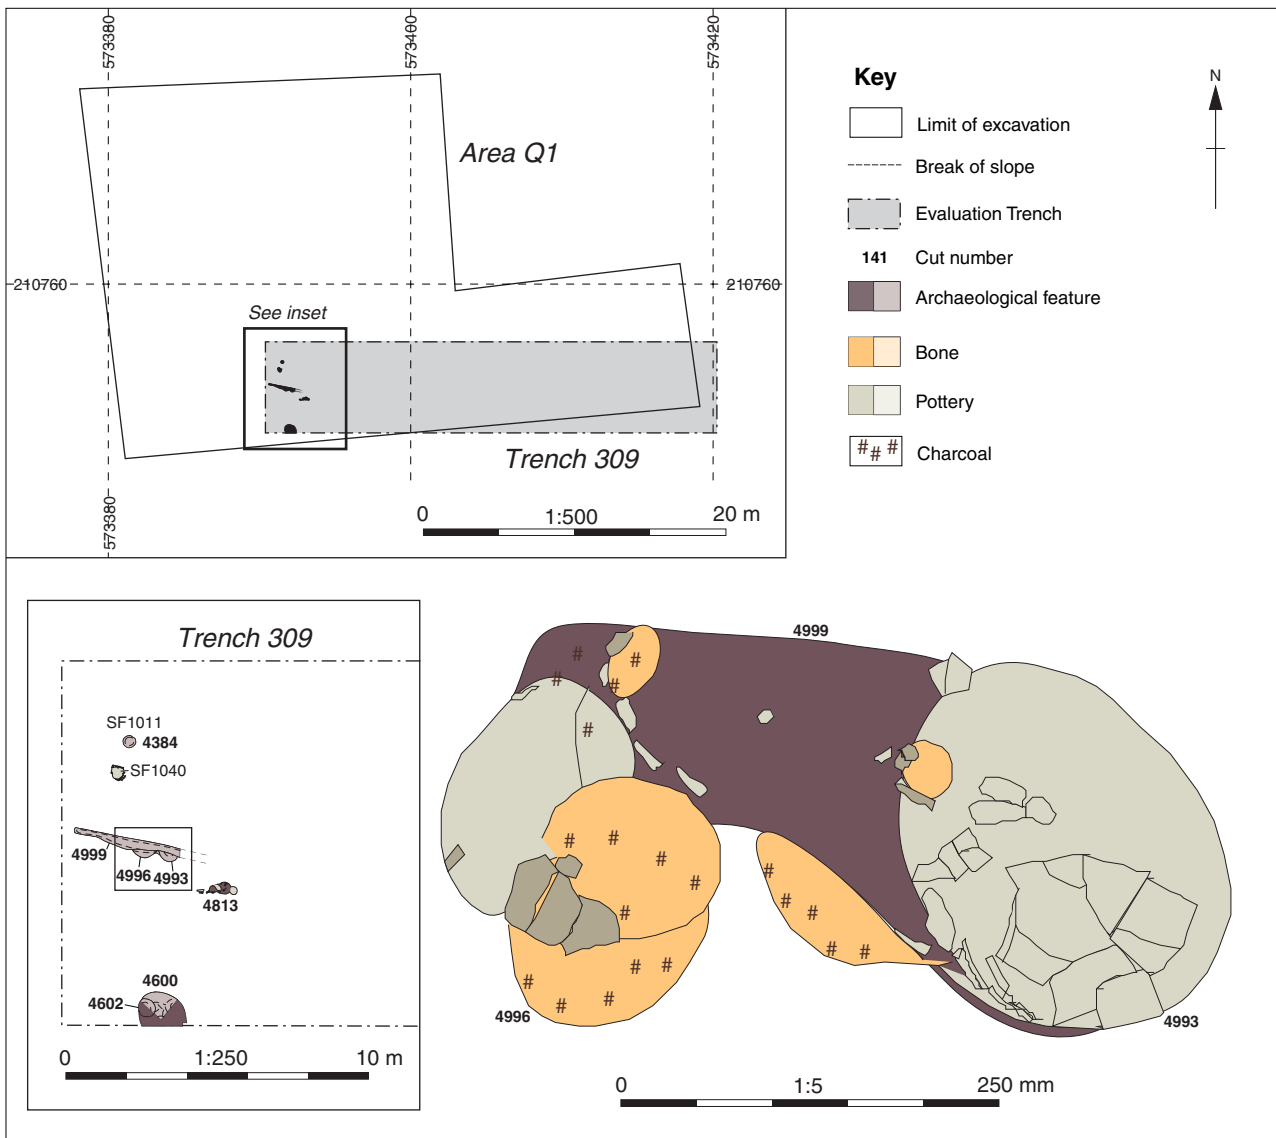 573380
573400
573420
Area Q1
210760
210760
See inset
Trench 309
573380
0
1:500
20 m
Key
Limit of excavation
Break of slope
Evaluation Trench
141 Cut number
Archaeological feature
Bone
Pottery
# # # Charcoal
N
Trench 309
SF1011
4384
SF1040
4999
4996 4993
4813
4600
4602
0
1:250
10 m
4999
4996
4993
0
1:5
250 mm